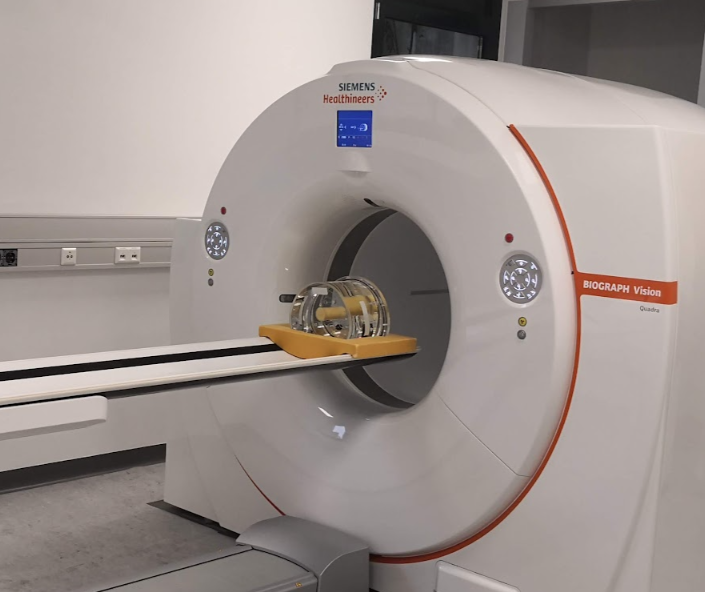 SIEMENS
Healthineers
BIOGRAPH Vision
Quadra